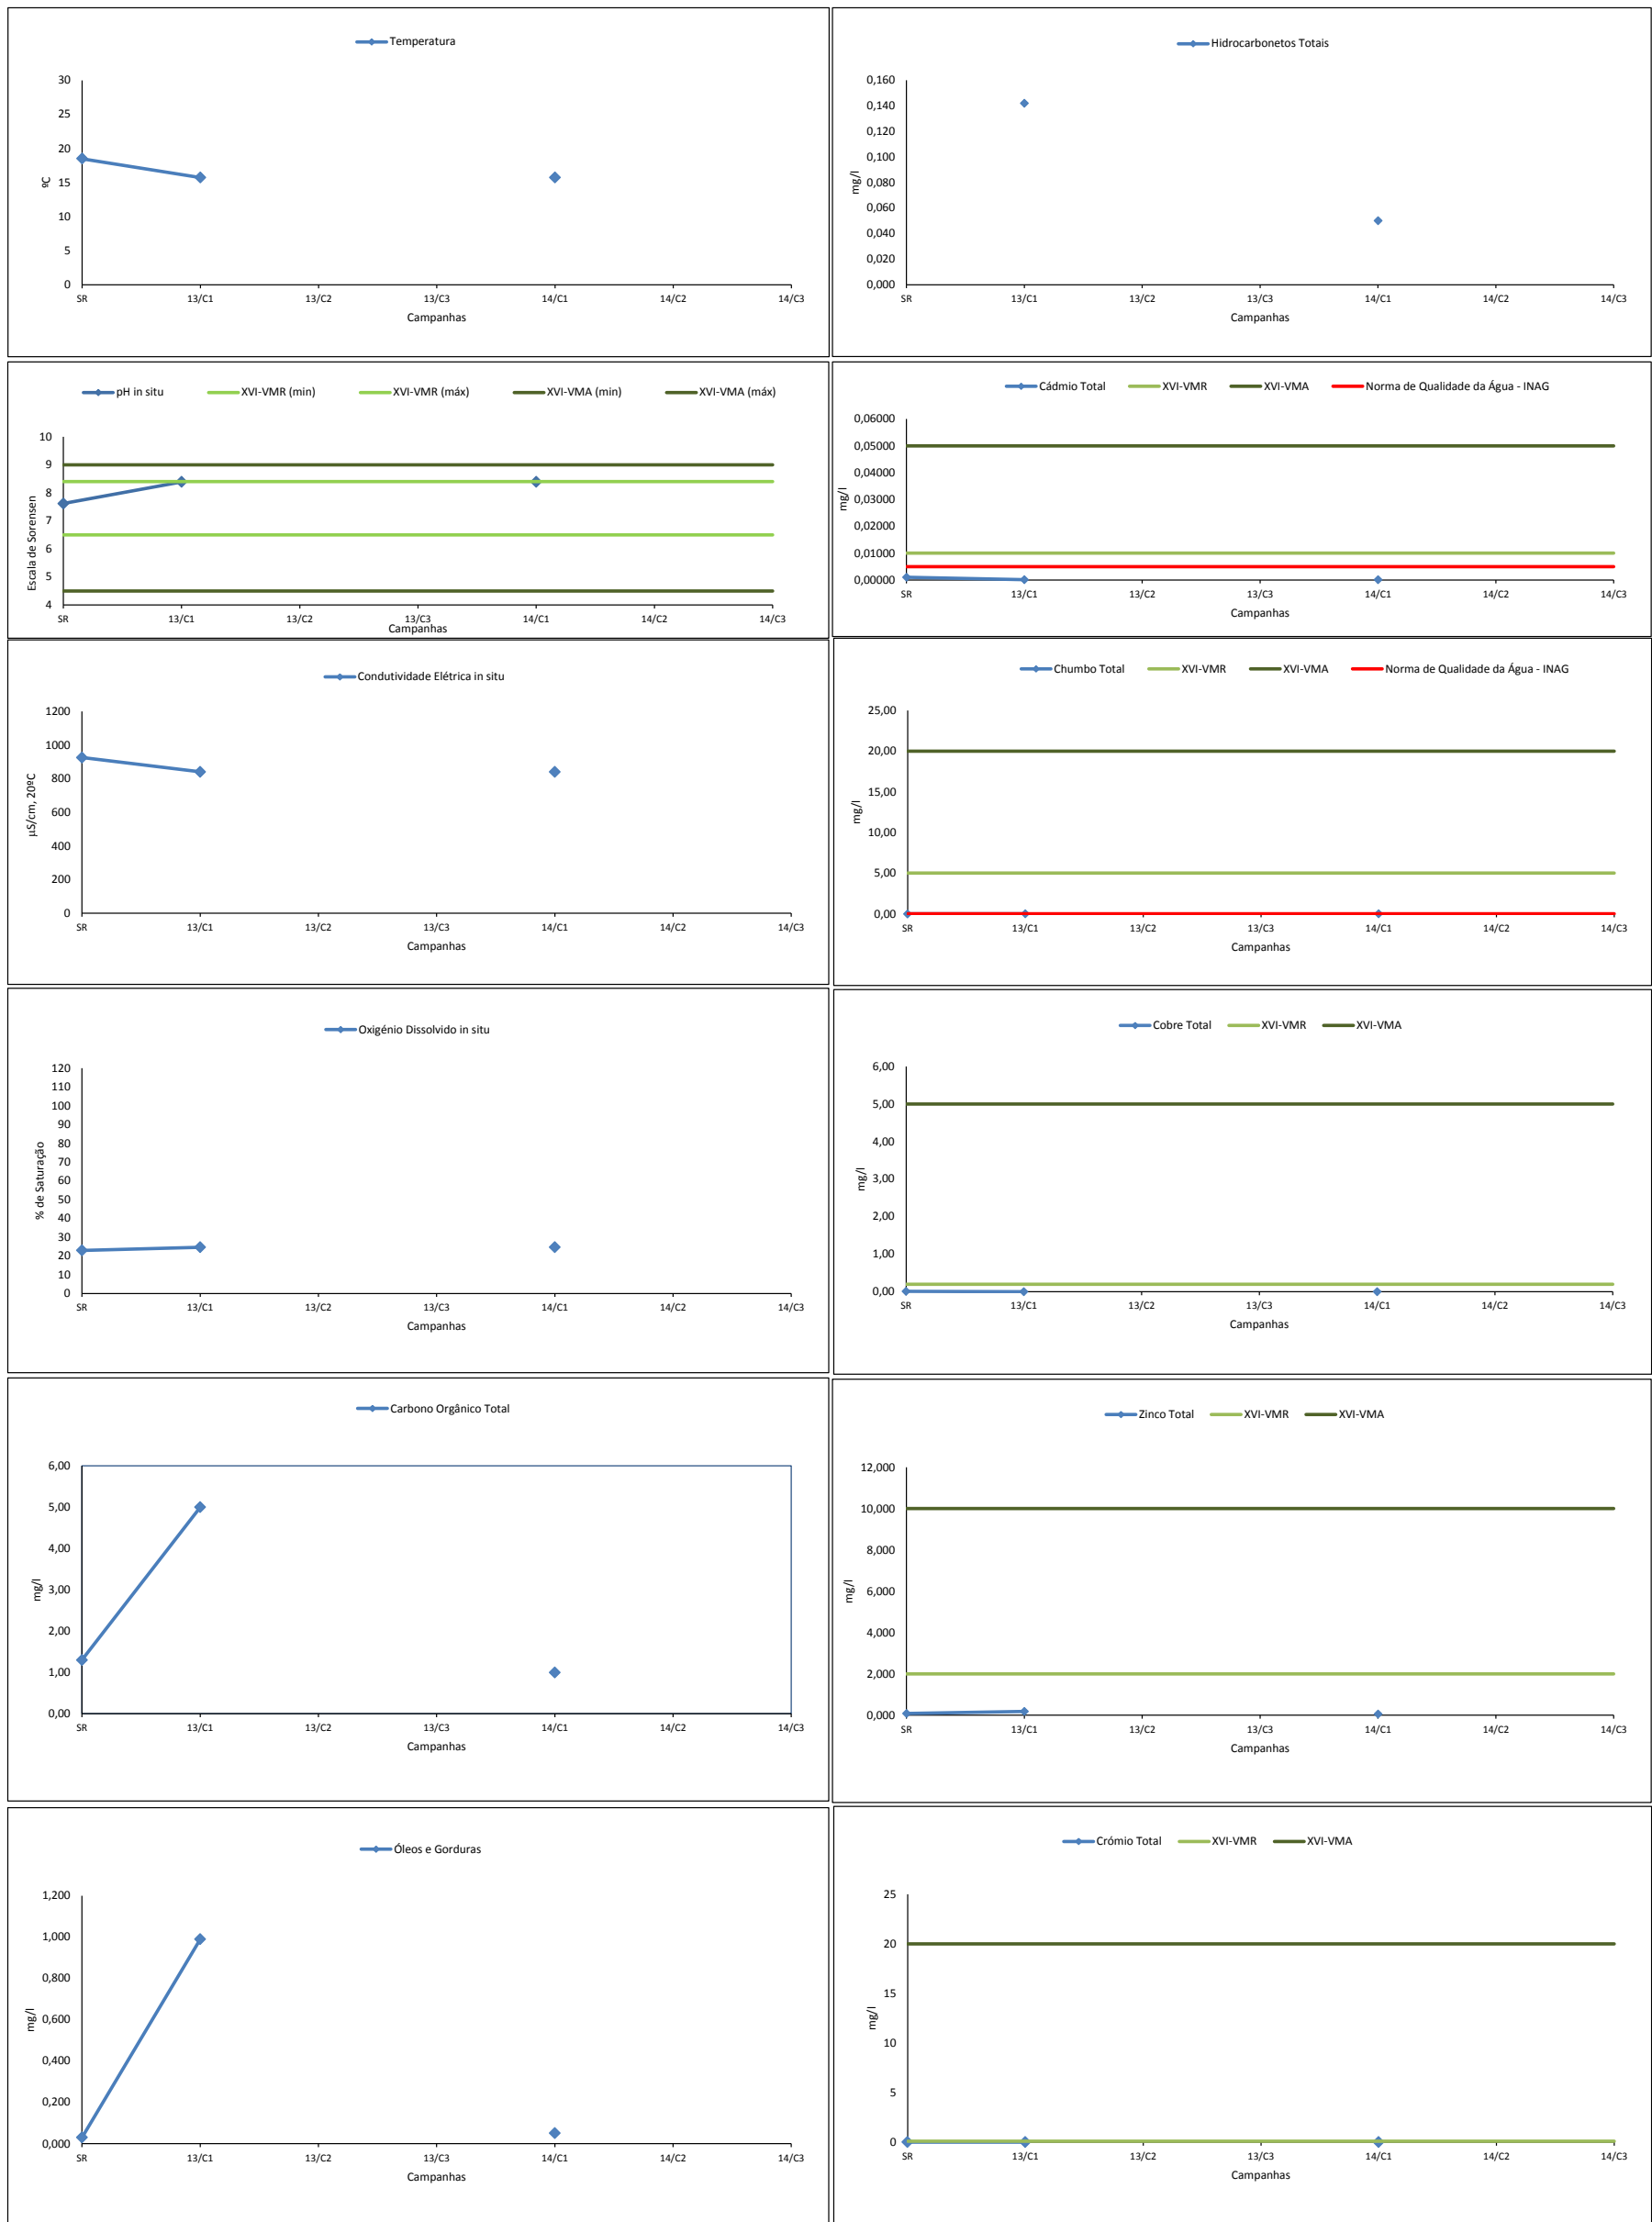 Temperatura
30
25
20
15
10
5
0
ºC
SR 13/C1 13/C2 13/C3 14/C1 14/C2 14/C3
Campanhas
Hidrocarbonetos Totais
0,160
0,140
0,120
0,100
0,080
0,060
0,040
0,020
0,000
mg/l
SR 13/C1 13/C2 13/C3 14/C1 14/C2 14/C3
Campanhas
pH in situ XVI-VMR (min) XVI-VMR (máx) XVI-VMA (min) XVI-VMA (máx)
10
9
8
7
6
5
4
Escala de Sorensen
SR 13/C1 13/C2 13/C3 14/C1 14/C2 14/C3
Campanhas
Cádmio Total XVI-VMR XVI-VMA Norma de Qualidade da Água - INAG
0,06000
0,05000
0,04000
0,03000
0,02000
0,01000
0,00000
mg/l
SR 13/C1 13/C2 13/C3 14/C1 14/C2 14/C3
Campanhas
Condutividade Elétrica in situ
1200
1000
800
600
400
200
0
µS/cm, 20ºC
SR 13/C1 13/C2 13/C3 14/C1 14/C2 14/C3
Campanhas
Chumbo Total XVI-VMR XVI-VMA Norma de Qualidade da Água - INAG
25,00
20,00
15,00
10,00
5,00
0,00
mg/l
SR 13/C1 13/C2 13/C3 14/C1 14/C2 14/C3
Campanhas
Oxigénio Dissolvido in situ
120
110
100
90
80
70
60
50
40
30
20
10
0
% de Saturação
SR 13/C1 13/C2 13/C3 14/C1 14/C2 14/C3
Campanhas
Cobre Total XVI-VMR XVI-VMA
6,00
5,00
4,00
3,00
2,00
1,00
0,00
mg/l
SR 13/C1 13/C2 13/C3 14/C1 14/C2 14/C3
Campanhas
Carbono Orgânico Total
6,00
5,00
4,00
3,00
2,00
1,00
0,00
mg/l
SR 13/C1 13/C2 13/C3 14/C1 14/C2 14/C3
Campanhas
Zinco Total XVI-VMR XVI-VMA
12,000
10,000
8,000
6,000
4,000
2,000
0,000
mg/l
SR 13/C1 13/C2 13/C3 14/C1 14/C2 14/C3
Campanhas
Óleos e Gorduras
1,200
1,000
0,800
0,600
0,400
0,200
0,000
mg/l
SR 13/C1 13/C2 13/C3 14/C1 14/C2 14/C3
Campanhas
Crómio Total XVI-VMR XVI-VMA
25
20
15
10
5
0
mg/l
SR 13/C1 13/C2 13/C3 14/C1 14/C2 14/C3
Campanhas